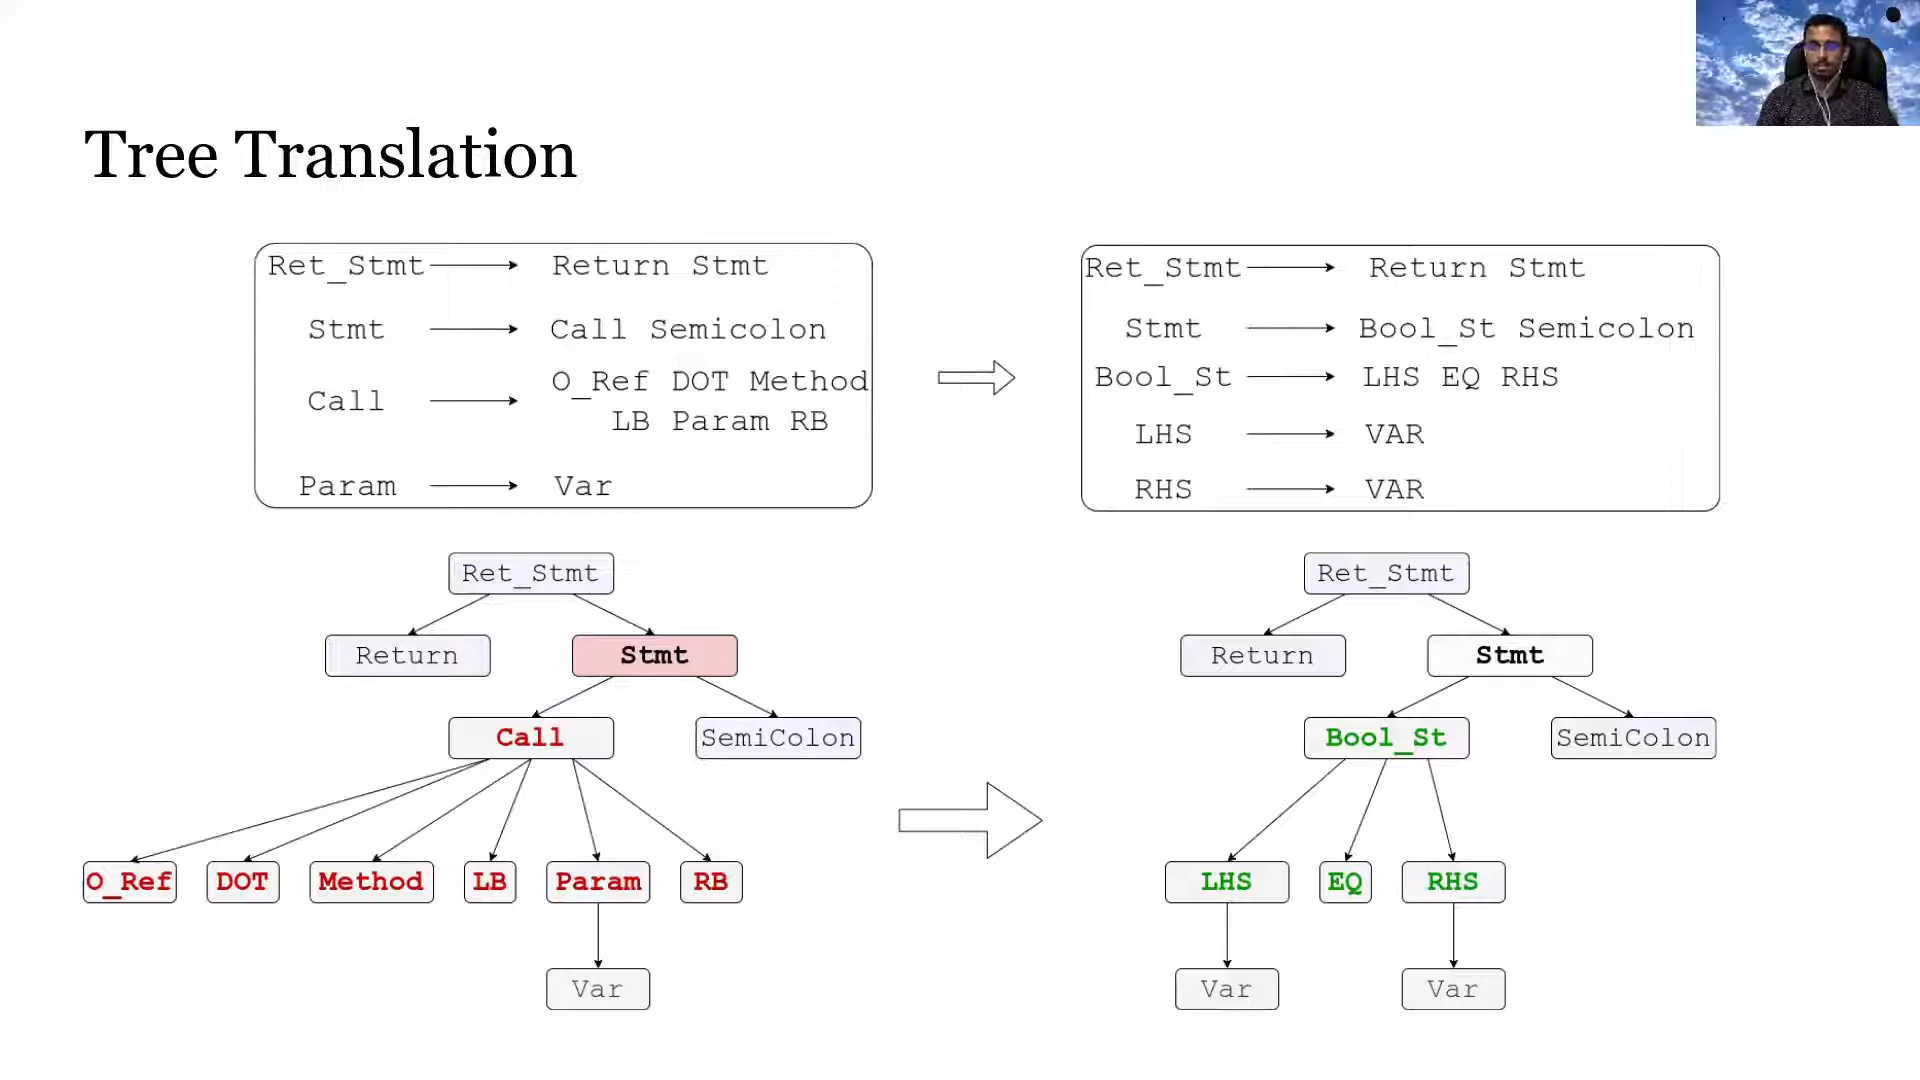 Tree Translation
Ret_Stmt Return Stmt
Stmt Call Semicolon
Call O_Ref DOT Method
LB Param RB
Param Var
Ret_Stmt Return Stmt
Stmt Bool_St Semicolon
Bool_St LHS EQ RHS
LHS VAR
RHS VAR
Ret_Stmt
Return Stmt
Call SemiColon
O_Ref DOT Method LB Param RB
Var
Ret_Stmt
Return Stmt
Bool_St SemiColon
LHS EQ RHS
Var Var